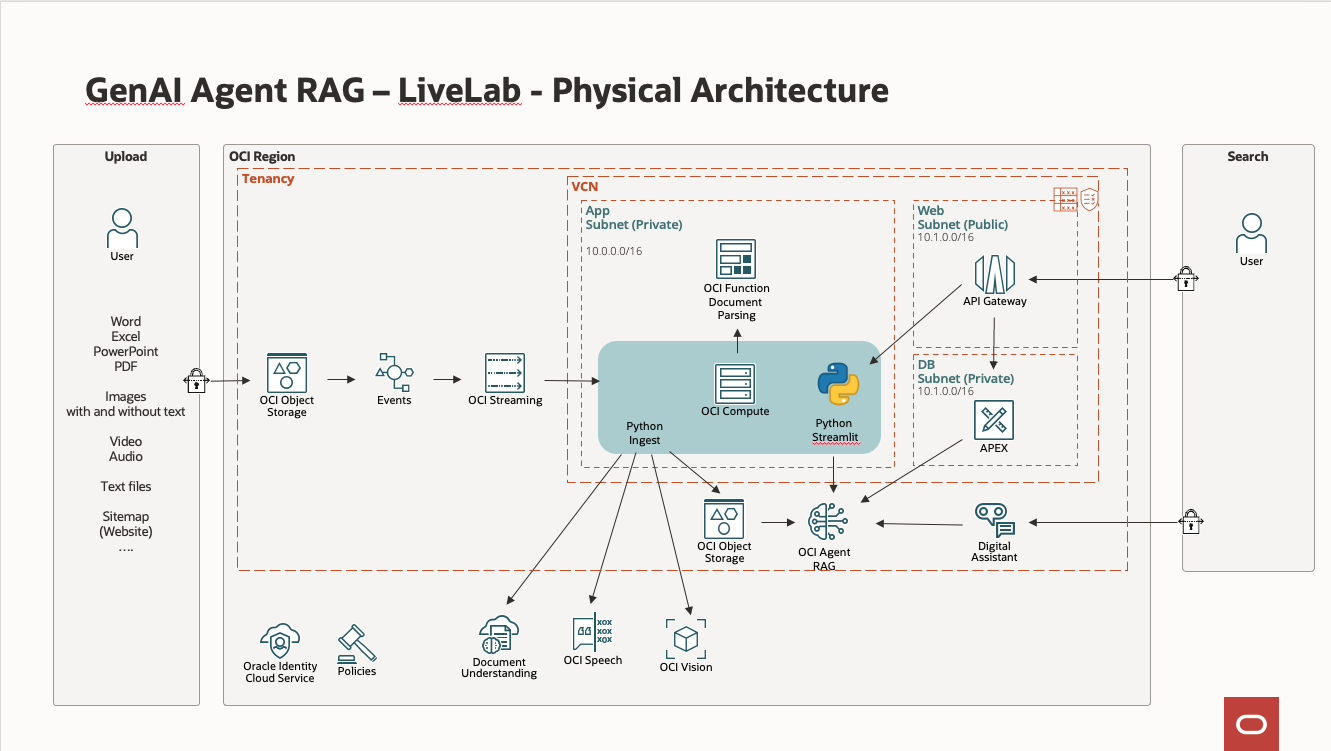 GenAI Agent RAG – LiveLab - Physical Architecture
Upload
User
Word
Excel
PowerPoint
PDF
Images
with and without text
Video
Audio
Text files
Sitemap
(Website)
....
OCI Region
Tenancy
OCI Object
Storage
Events
OCI Streaming
VCN
App
Subnet (Private)
10.0.0.0/16
OCI Function
Document
Parsing
OCI Compute
Python
Ingest
Python
Streamlit
Web
Subnet (Public)
10.1.0.0/16
API Gateway
DB
Subnet (Private)
10.1.0.0/16
APEX
OCI Object
Storage
OCI Agent
RAG
Digital
Assistant
Oracle Identity
Cloud Service
Policies
Document
Understanding
OCI Speech
OCI Vision
Search
User